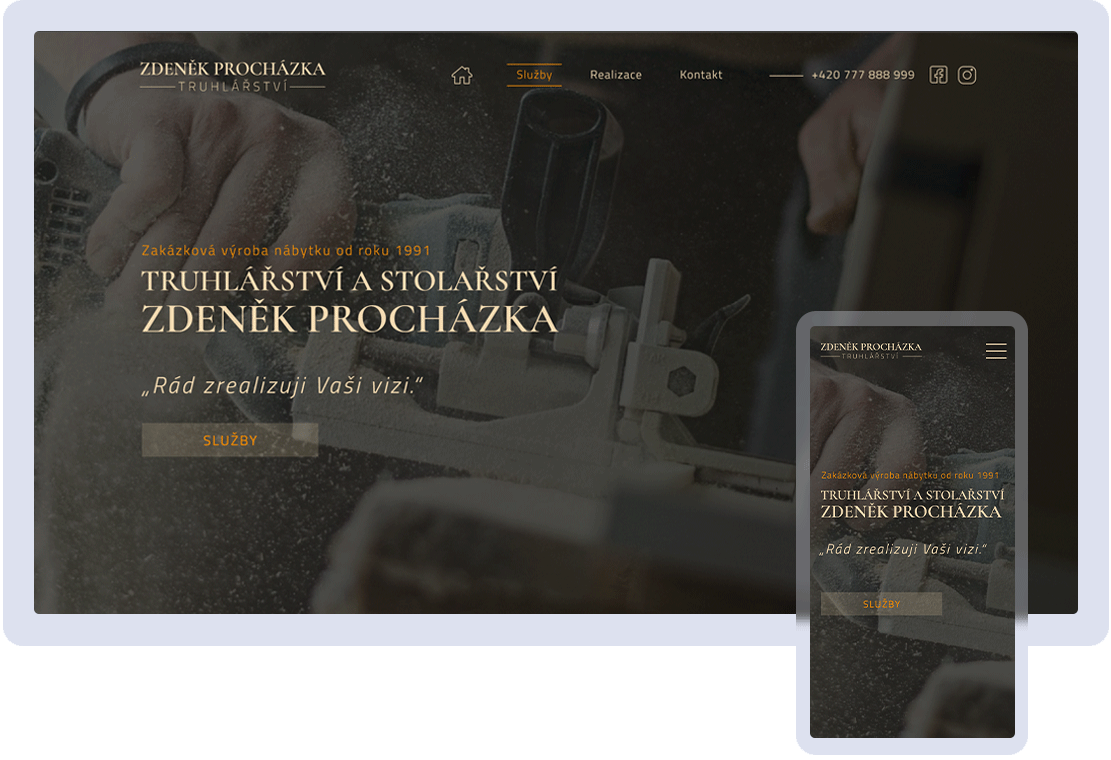 ZDENĚK PROCHÁZKA
TRUHLÁŘSTVÍ
Služby
Realizace
Kontakt
+420 777 888 999
Zakázková výroba nábytku od roku 1991
TRUHLÁŘSTVÍ A STOLAŘSTVÍ
ZDENĚK PROCHÁZKA
„Rád zrealizuji Vaši vizi.“
SLUŽBY
ZDENĚK PROCHÁZKA
TRUHLÁŘSTVÍ
Zakázková výroba nábytku od roku 1991
TRUHLÁŘSTVÍ A STOLAŘSTVÍ
ZDENĚK PROCHÁZKA
„Rád zrealizuji Vaši vizi.“
SLUŽBY